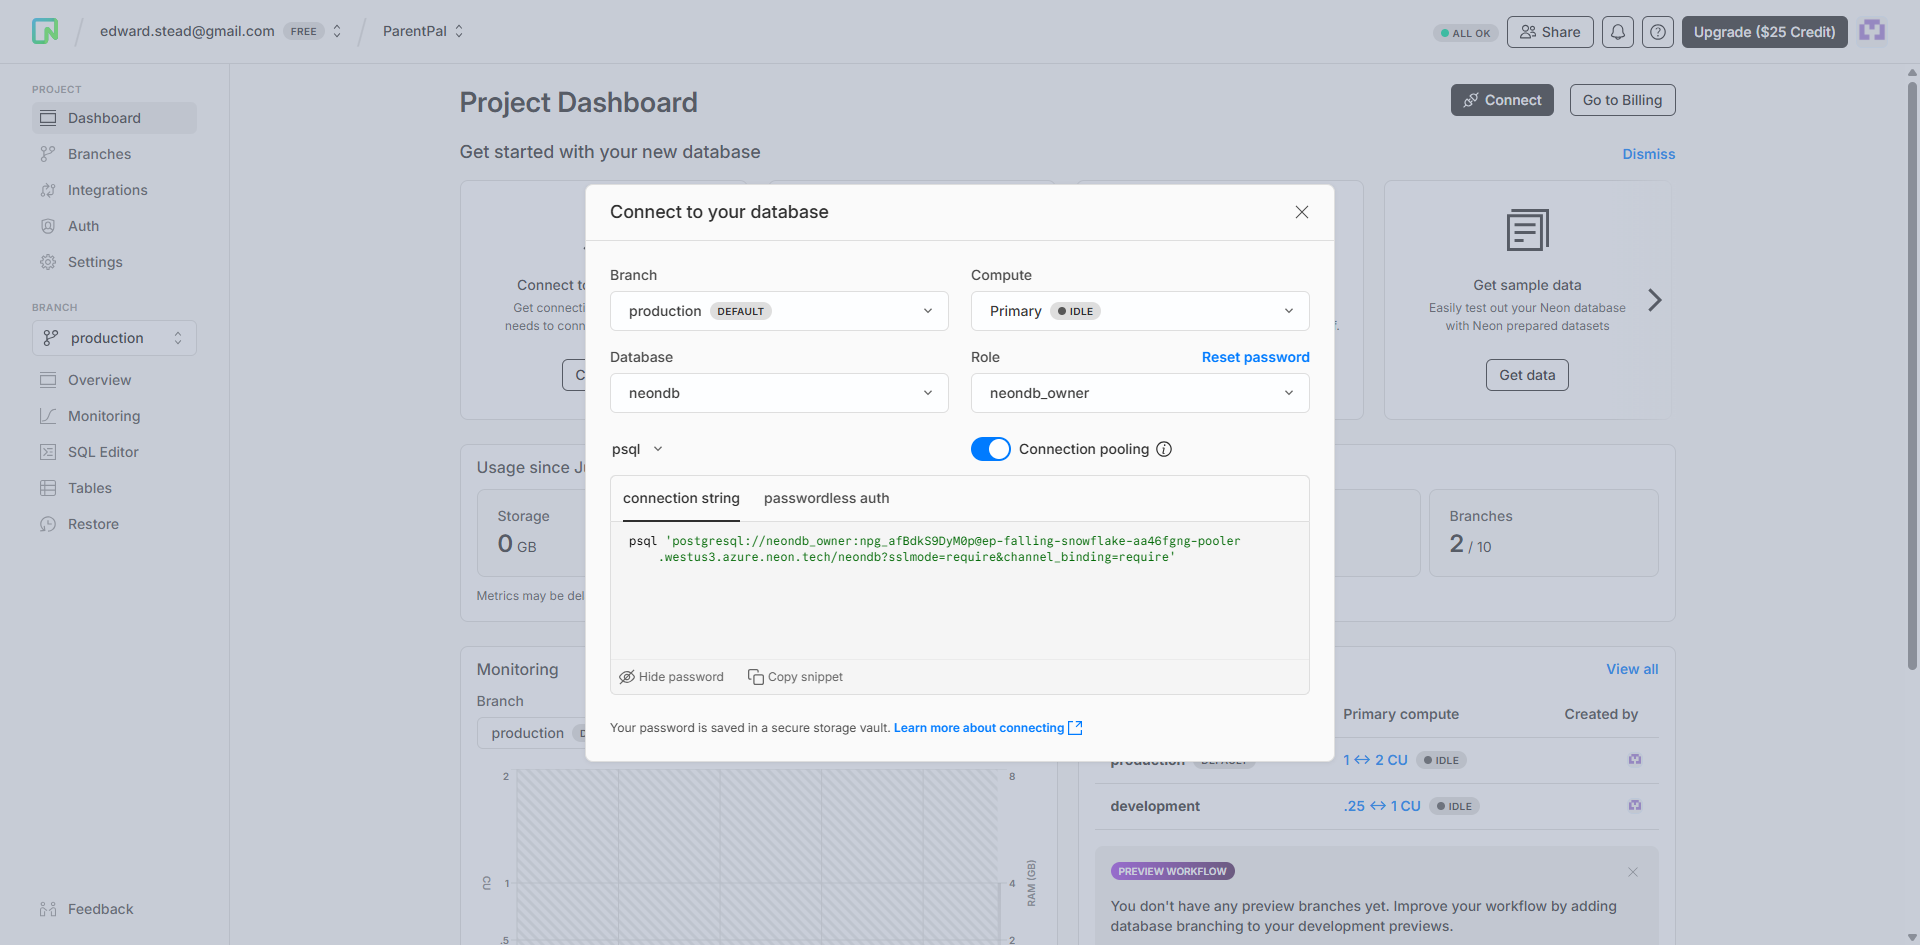 edward.stead@gmail.com FREE
ParentPal
ALL OK
Share
Upgrade ($25 Credit)
PROJECT
Dashboard
Branches
Integrations
Auth
Settings
BRANCH
production
Overview
Monitoring
SQL Editor
Tables
Restore
Feedback
Project Dashboard
Connect
Go to Billing
Get started with your new database
Dismiss
Connect to
Get connecti
needs to conn
C
f.
Get sample data
Easily test out your Neon database
with Neon prepared datasets
Get data
Connect to your database
Branch
production DEFAULT
Compute
Primary IDLE
Database
neondb
Role
Reset password
neondb_owner
psql
Connection pooling
connection string
passwordless auth
psql 'postgresql://neondb_owner:npg_afBdkS9DyM0p@ep-falling-snowflake-aa46fgng-pooler
.westus3.azure.neon.tech/neondb?sslmode=require&channel_binding=require'
Hide password
Copy snippet
Your password is saved in a secure storage vault. Learn more about connecting
Usage since Ju
Storage
0 GB
Branches
2 / 10
Metrics may be del
Monitoring
Branch
production D
2
8
CU
1
4
RAM (GB)
.5
2
View all
Primary compute
Created by
production DEFAULT
1 ↔ 2 CU IDLE
development
.25 ↔ 1 CU IDLE
PREVIEW WORKFLOW
You don't have any preview branches yet. Improve your workflow by adding
database branching to your development previews.